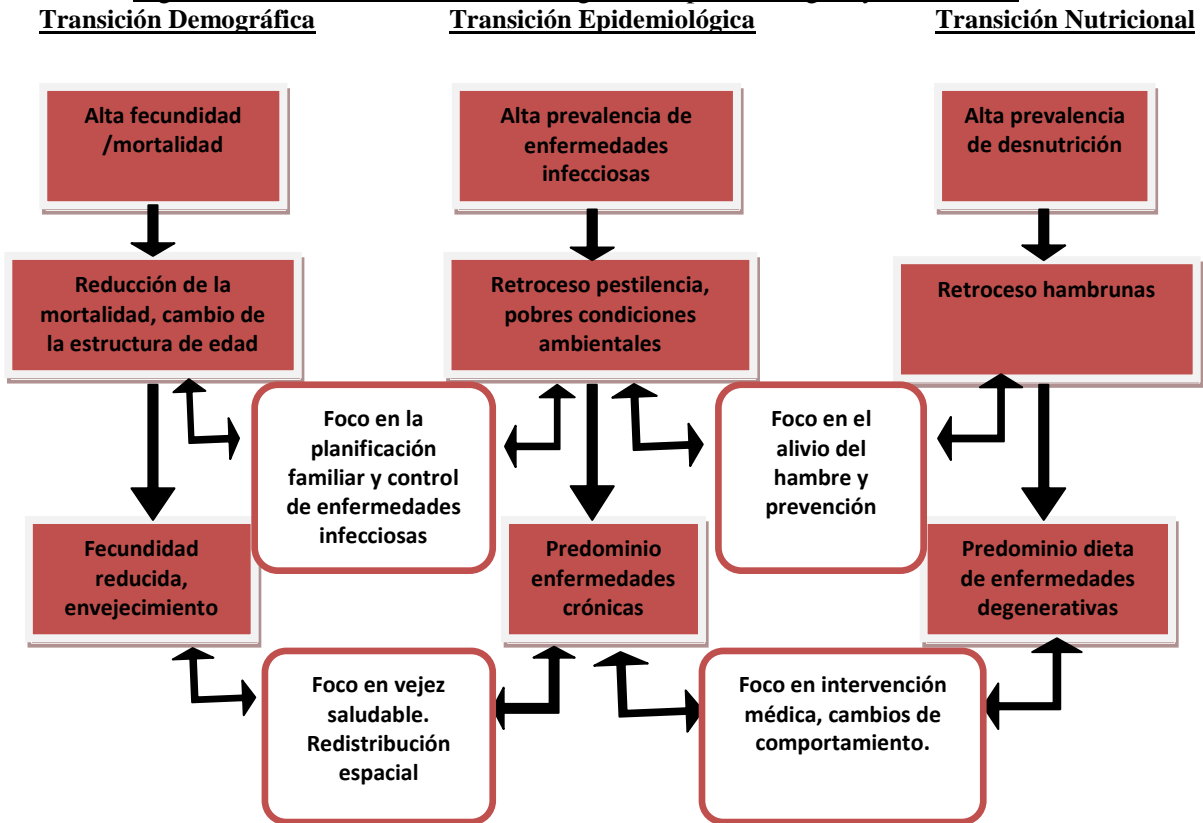 Transición Demográfica
Transición Epidemiológica
Transición Nutricional
Alta fecundidad
/mortalidad
Alta prevalencia de
enfermedades
infecciosas
Alta prevalencia
de desnutrición
Reducción de la
mortalidad, cambio de
la estructura de edad
Retroceso pestilencia,
pobres condiciones
ambientales
Retroceso hambrunas
Foco en la
planificación
familiar y control
de enfermedades
infecciosas
Foco en el
alivio del
hambre y
prevención
Fecundidad
reducida,
envejecimiento
Predominio
enfermedades
crónicas
Predominio dieta
de enfermedades
degenerativas
Foco en vejez
saludable.
Redistribución
espacial
Foco en intervención
médica, cambios de
comportamiento.